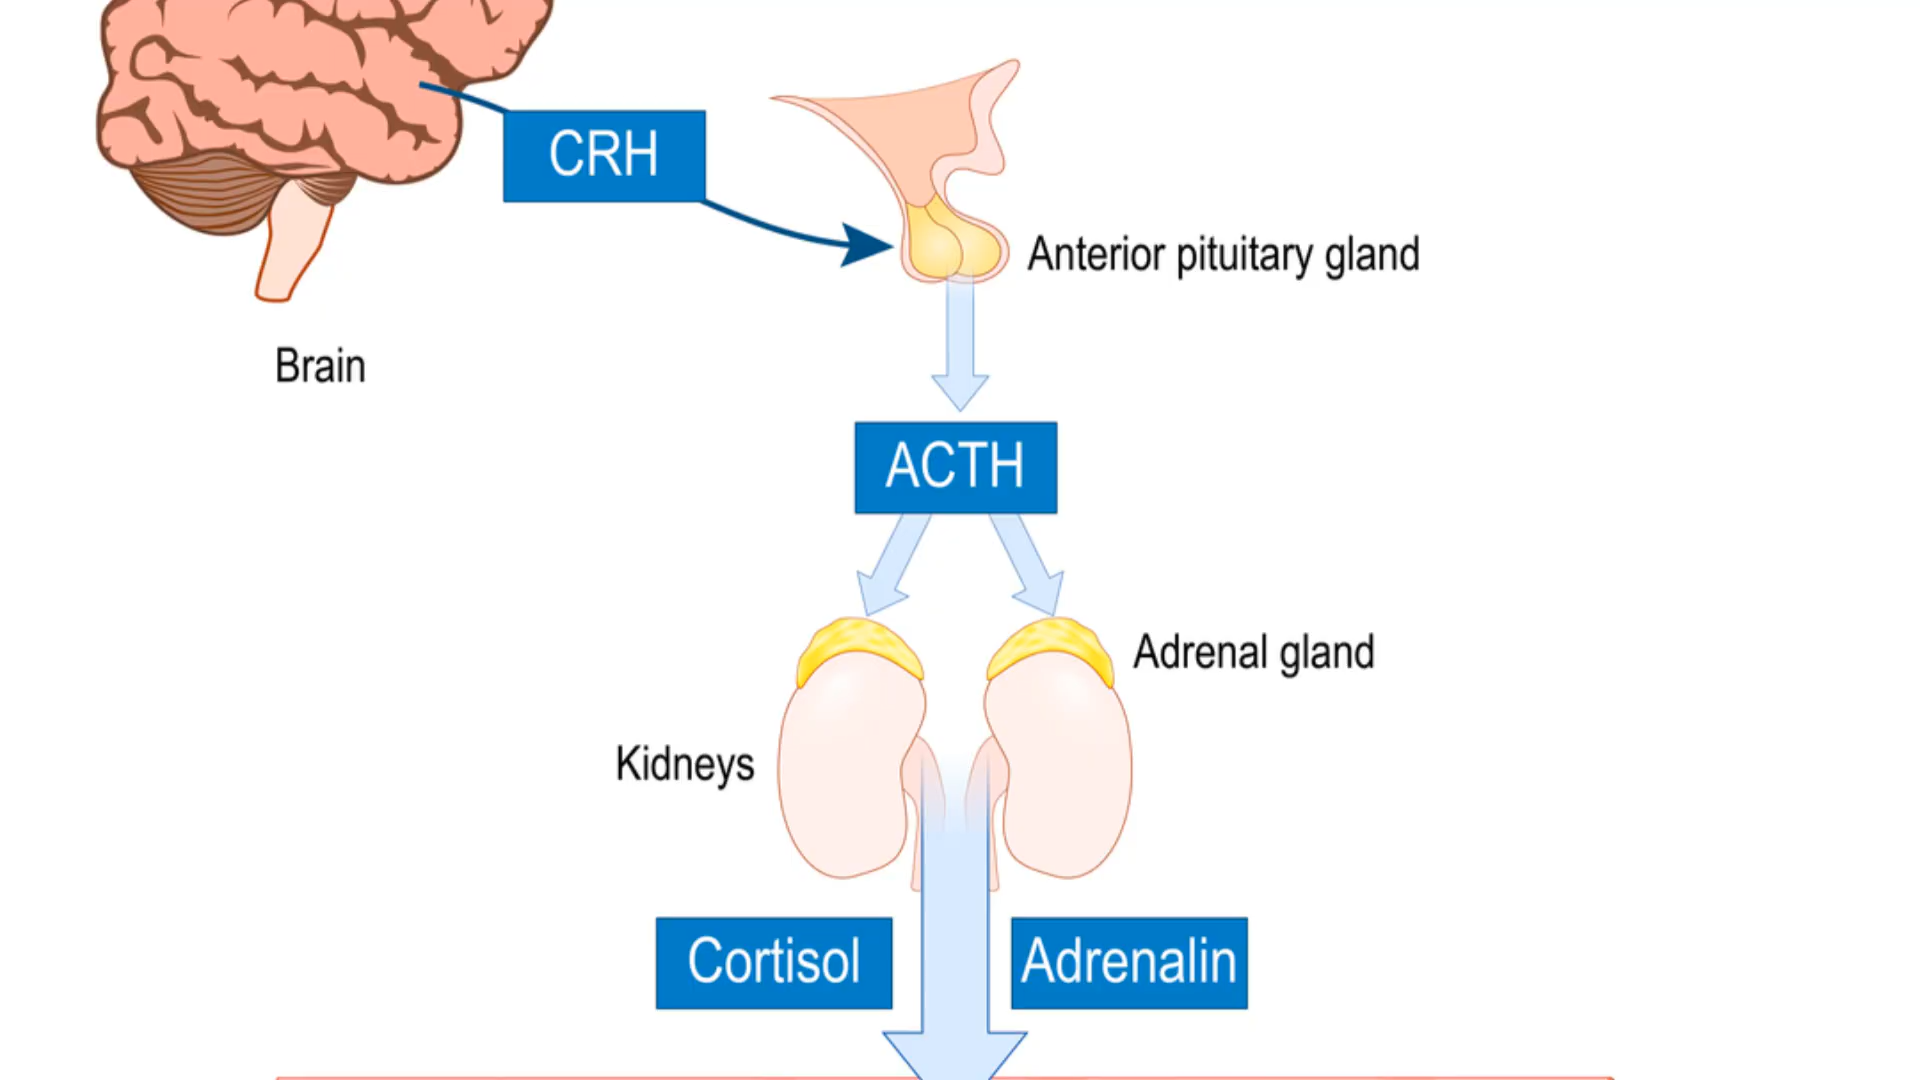 CRH
Anterior pituitary gland
Brain
ACTH
Adrenal gland
Kidneys
Cortisol
Adrenalin